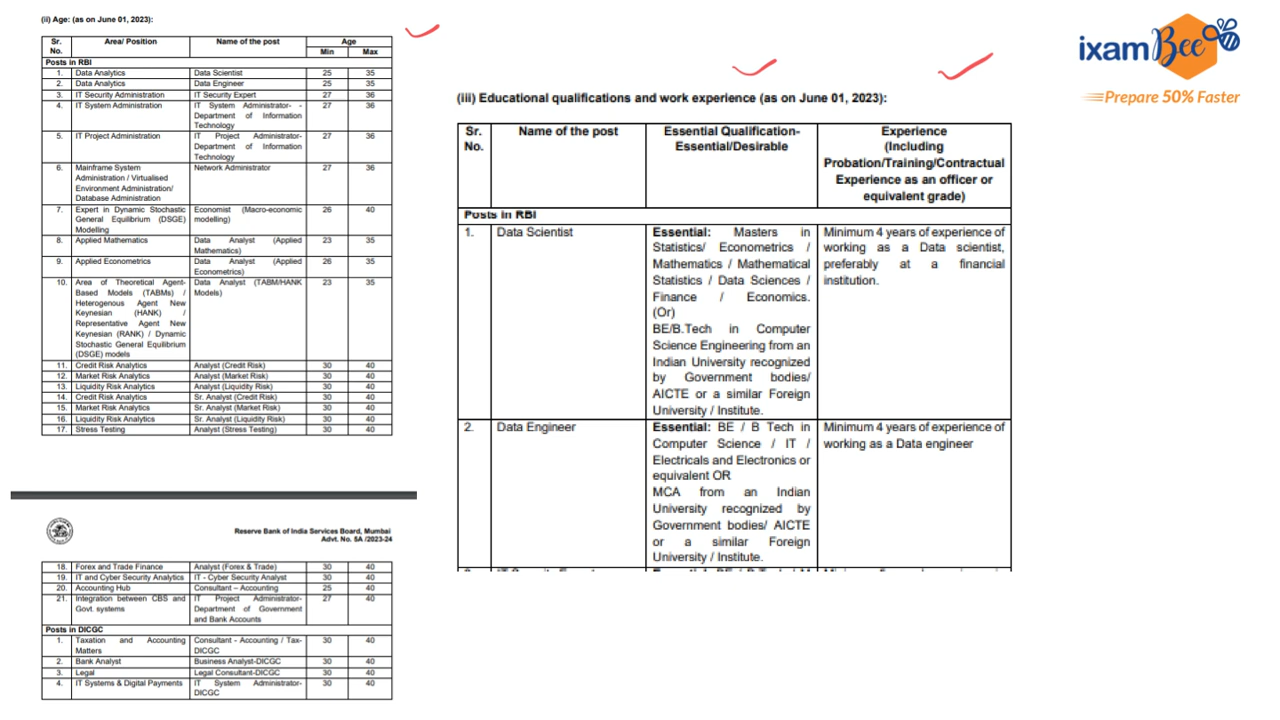 (ii) Age: (as on June 01, 2023):
Sr. No. Area/ Position Name of the post Age
Min Max
Posts in RBI
1. Data Analytics Data Scientist 25 35
2. Data Analytics Data Engineer 25 35
3. IT Security Administration IT Security Expert 27 36
4. IT System Administration IT System Administrator- - 27 36
Department of Information
Technology
5. IT Project Administration IT Project Administrator- 27 36
Department of Information
Technology
6. Mainframe System Network Administrator 27 36
Administration / Virtualised
Environment Administration/
Database Administration
7. Expert in Dynamic Stochastic Economist (Macro-economic 26 40
General Equilibrium (DSGE) modelling)
Modelling
8. Applied Mathematics Data Analyst (Applied 23 35
Mathematics)
9. Applied Econometrics Data Analyst (Applied 26 35
Econometrics)
10. Area of Theoretical Agent- Data Analyst (TABM/HANK 23 35
Based Models (TABMs) / Models)
Heterogenous Agent New
Keynesian (HANK) /
Representative Agent New
Keynesian (RANK) / Dynamic
Stochastic General Equilibrium
(DSGE) models
11. Credit Risk Analytics Analyst (Credit Risk) 30 40
12. Market Risk Analytics Analyst (Market Risk) 30 40
13. Liquidity Risk Analytics Analyst (Liquidity Risk) 30 40
14. Credit Risk Analytics Sr. Analyst (Credit Risk) 30 40
15. Market Risk Analytics Sr. Analyst (Market Risk) 30 40
16. Liquidity Risk Analytics Sr. Analyst (Liquidity Risk) 30 40
17. Stress Testing Analyst (Stress Testing) 30 40
Reserve Bank of India Services Board, Mumbai
Advt. No. 5A /2023-24
18. Forex and Trade Finance Analyst (Forex & Trade) 30 40
19. IT and Cyber Security Analytics IT - Cyber Security Analyst 30 40
20. Accounting Hub Consultant – Accounting 25 40
21. Integration between CBS and IT Project Administrator- 27 40
Govt. systems Department of Government
and Bank Accounts
Posts in DICGC
1. Taxation and Accounting Consultant - Accounting / Tax- 30 40
Matters DICGC
2. Bank Analyst Business Analyst-DICGC 30 40
3. Legal Legal Consultant-DICGC 30 40
4. IT Systems & Digital Payments IT System Administrator- 30 40
DICGC
(iii) Educational qualifications and work experience (as on June 01, 2023):
Sr. Name of the post Essential Qualification- Experience
No. Essential/Desirable (Including
Probation/Training/Contractual
Experience as an officer or
equivalent grade)
Posts in RBI
1. Data Scientist Essential: Masters in Minimum 4 years of experience of
Statistics/ Econometrics / working as a Data scientist,
Mathematics / Mathematical preferably at a financial
Statistics / Data Sciences / institution.
Finance / Economics.
(Or)
BE/B.Tech in Computer
Science Engineering from an
Indian University recognized
by Government bodies/
AICTE or a similar Foreign
University / Institute.
2. Data Engineer Essential: BE / B Tech in Minimum 4 years of experience of
Computer Science / IT / working as a Data engineer
Electricals and Electronics or
equivalent OR
MCA from an Indian
University recognized by
Government bodies/ AICTE
or a similar Foreign
University / Institute.
ixamBee
Prepare 50% Faster